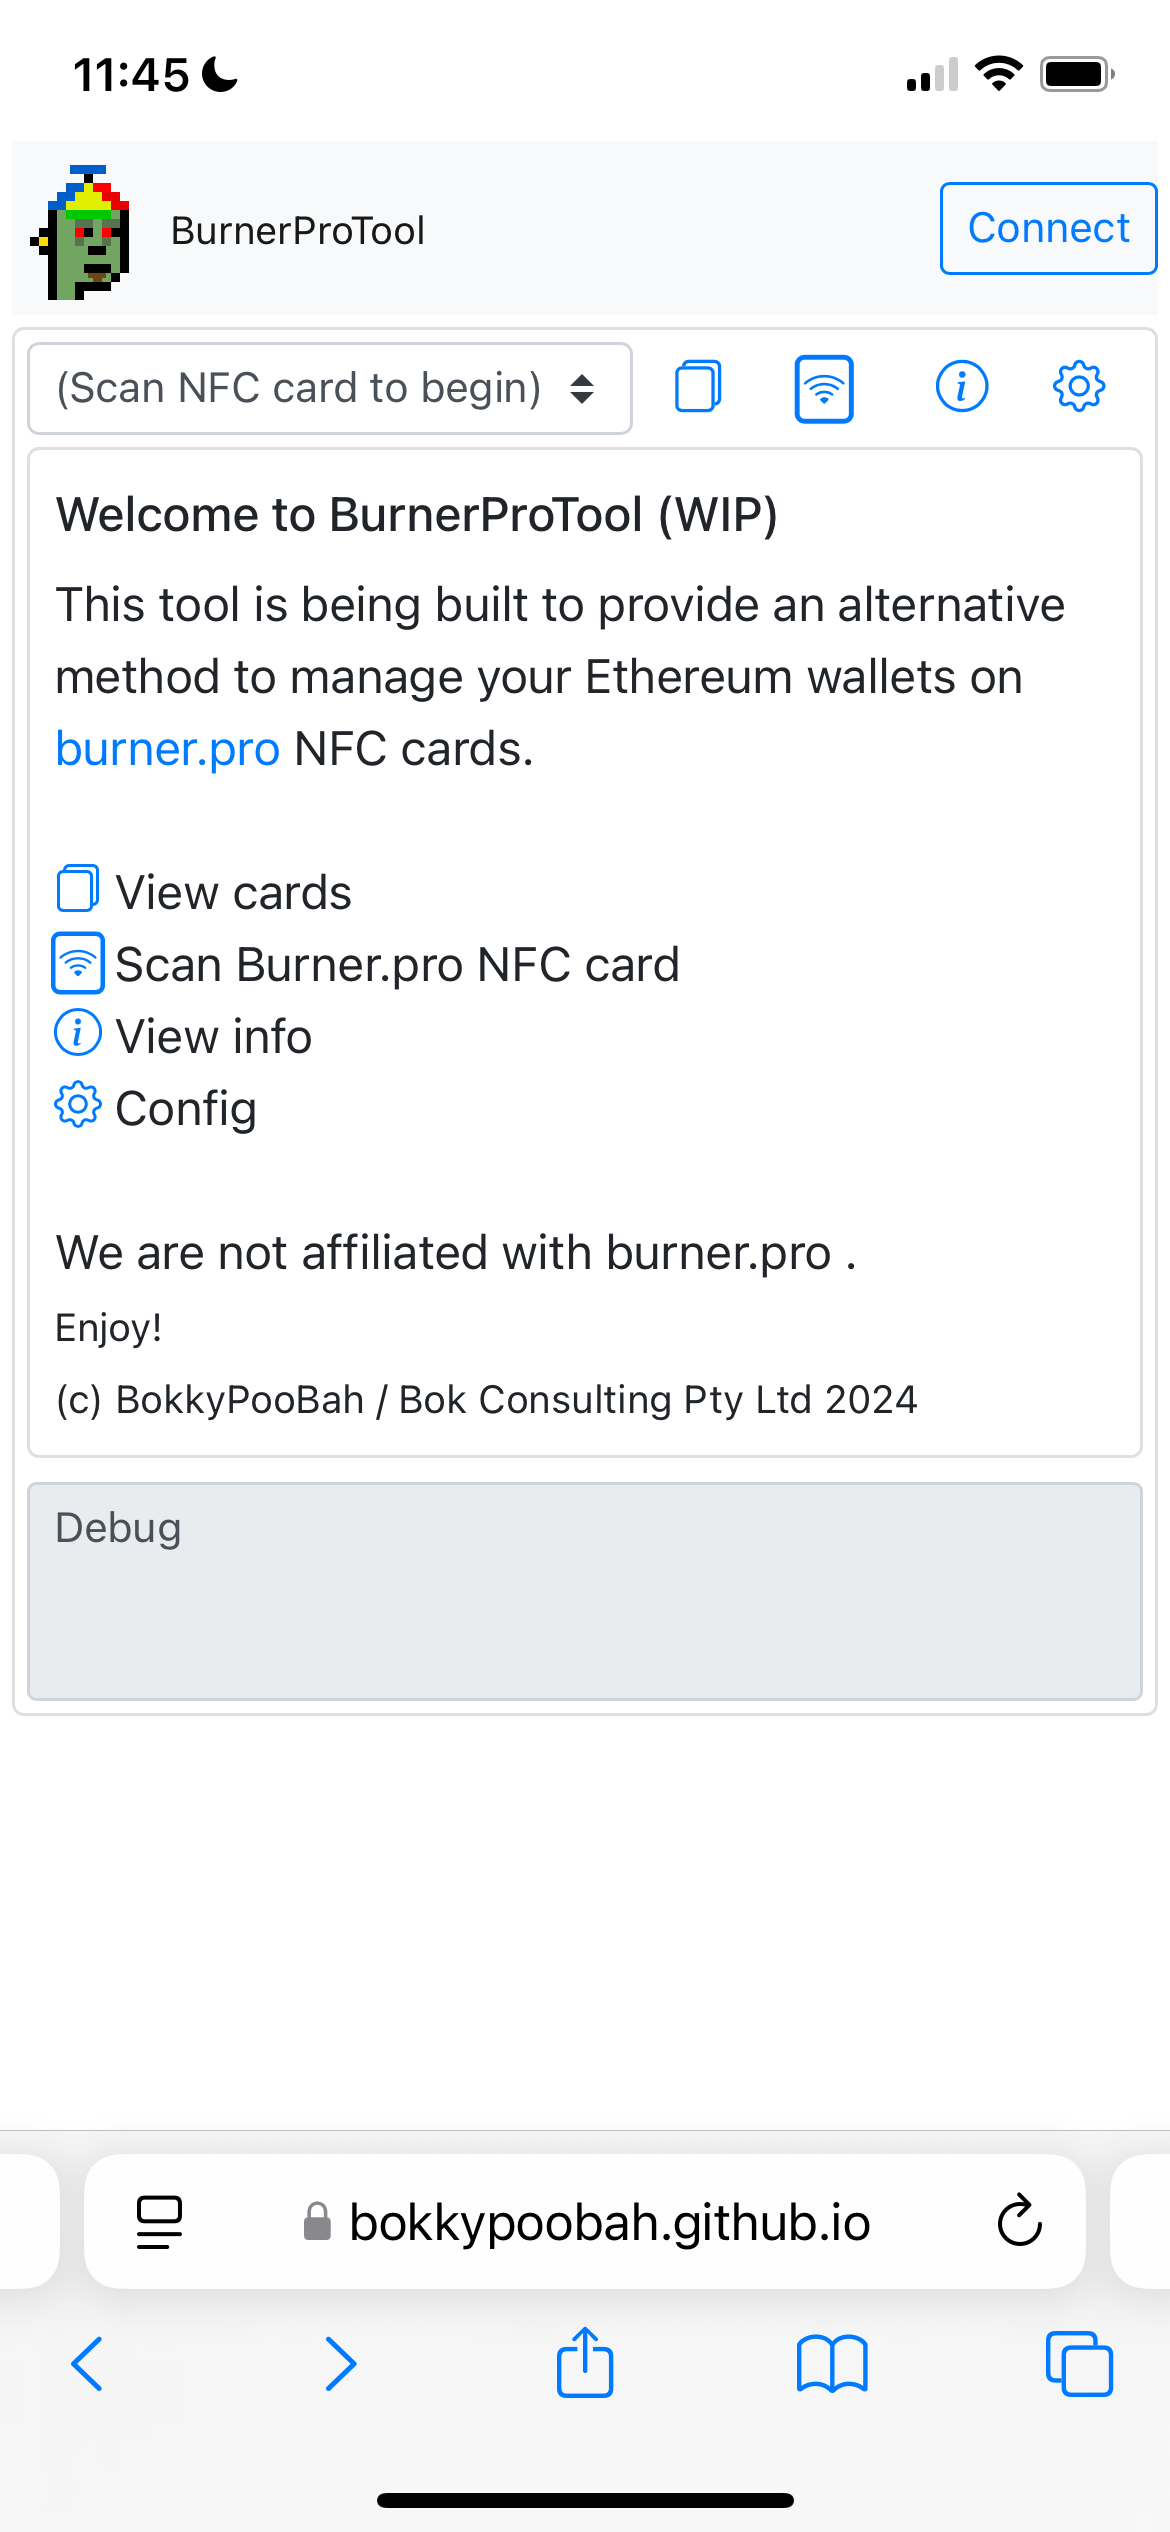 11:45
BurnerProTool
Connect
(Scan NFC card to begin)
Welcome to BurnerProTool (WIP)
This tool is being built to provide an alternative
method to manage your Ethereum wallets on
burner.pro NFC cards.
View cards
Scan Burner.pro NFC card
View info
Config
We are not affiliated with burner.pro .
Enjoy!
(c) BokkyPooBah / Bok Consulting Pty Ltd 2024
Debug
bokkypoobah.github.io